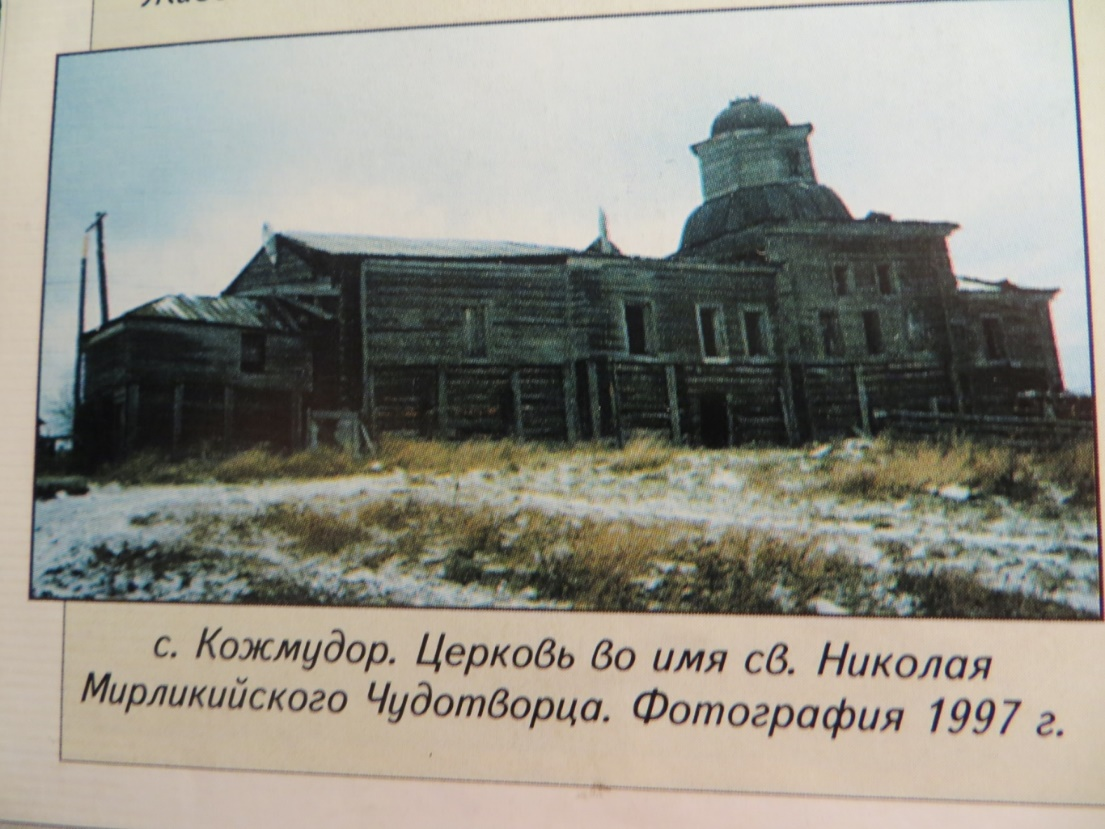 с. Кожмудор. Церковь во имя св. Николая
Мирликийского Чудотворца. Фотография 1997 г.